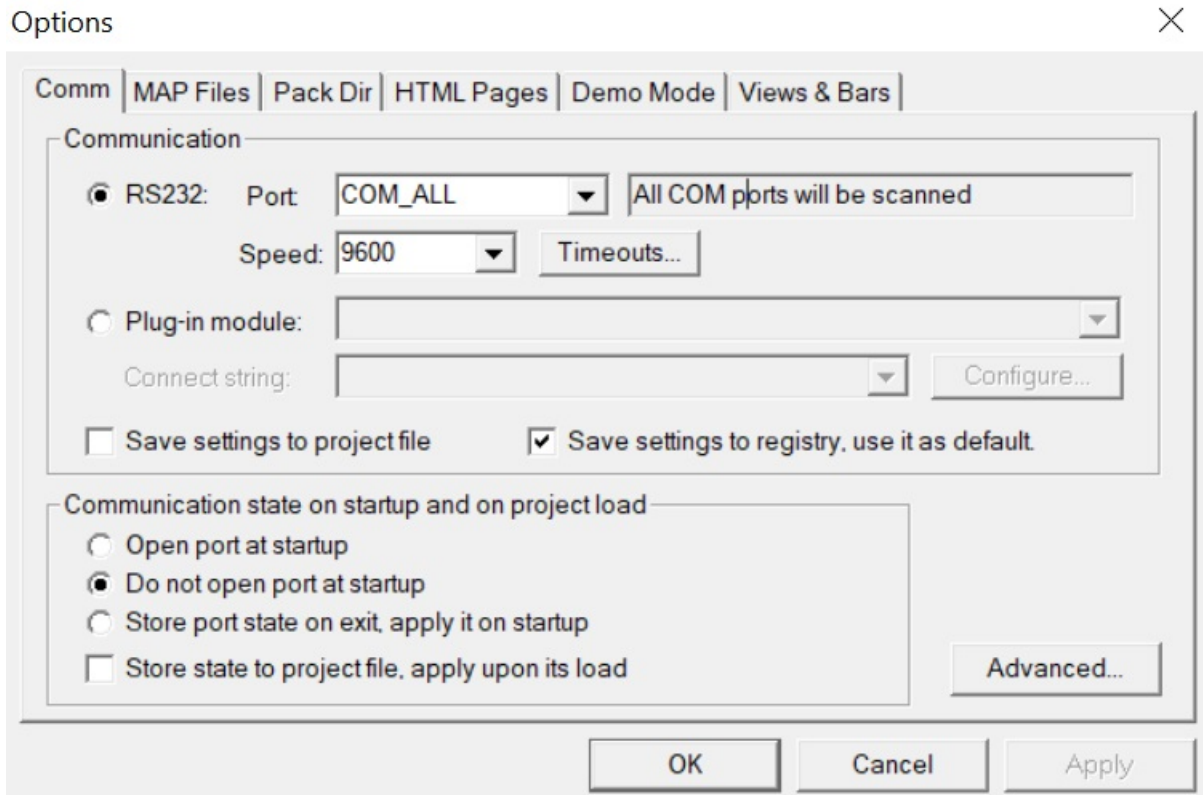 Options
Comm MAP Files Pack Dir HTML Pages Demo Mode Views & Bars
Communication
RS232: Port COM_ALL All COM ports will be scanned
Speed: 9600 Timeouts...
Plug-in module:
Connect string: Configure...
Save settings to project file Save settings to registry, use it as default.
Communication state on startup and on project load
Open port at startup
Do not open port at startup
Store port state on exit, apply it on startup
Store state to project file, apply upon its load Advanced...
OK Cancel Apply